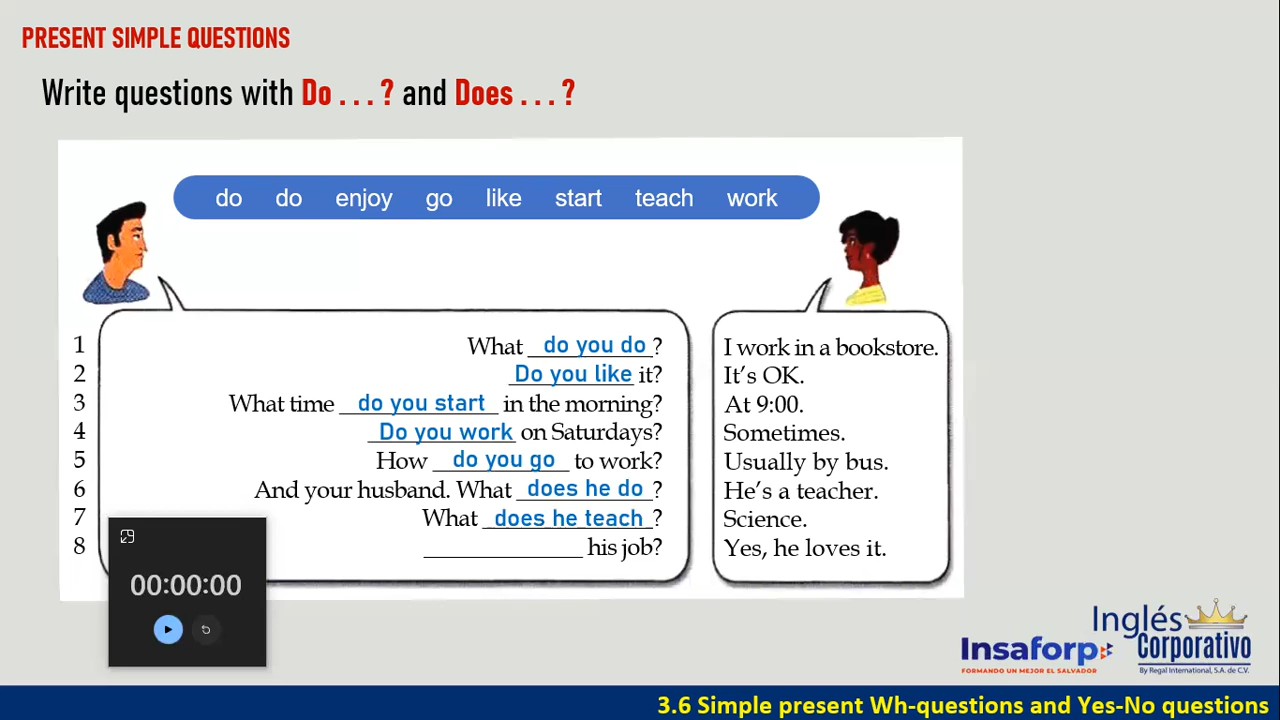 PRESENT SIMPLE QUESTIONS
Write questions with Do . . . ? and Does . . . ?
do do enjoy go like start teach work
1 What do you do ? I work in a bookstore.
2 Do you like it? It's OK.
3 What time do you start in the morning? At 9:00.
4 Do you work on Saturdays? Sometimes.
5 How do you go to work? Usually by bus.
6 And your husband. What does he do ? He's a teacher.
7 What does he teach ? Science.
8 ______________ his job? Yes, he loves it.
00:00:00
Inglés
Corporativo
By Regal International, S.A. de C.V.
Insaforp
FORMANDO UN MEJOR EL SALVADOR
3.6 Simple present Wh-questions and Yes-No questions